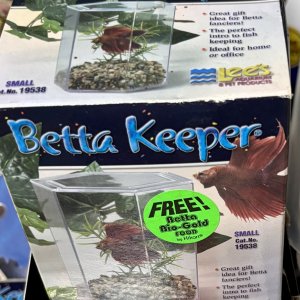 • Great gift
idea for Betta
fanciers!
• The perfect
intro to fish
keeping
• Ideal for home
or office
SMALL
Cat. No. 19538
Lee's
AQUARIUM
& PET PRODUCTS
Betta Keeper
FREE!
Betta
Bio-Gold
FOOD
by Hikari
SMALL
Cat. No.
19538
• Great gift
idea for Betta
fanciers!
• The perfect
intro to fish
keeping